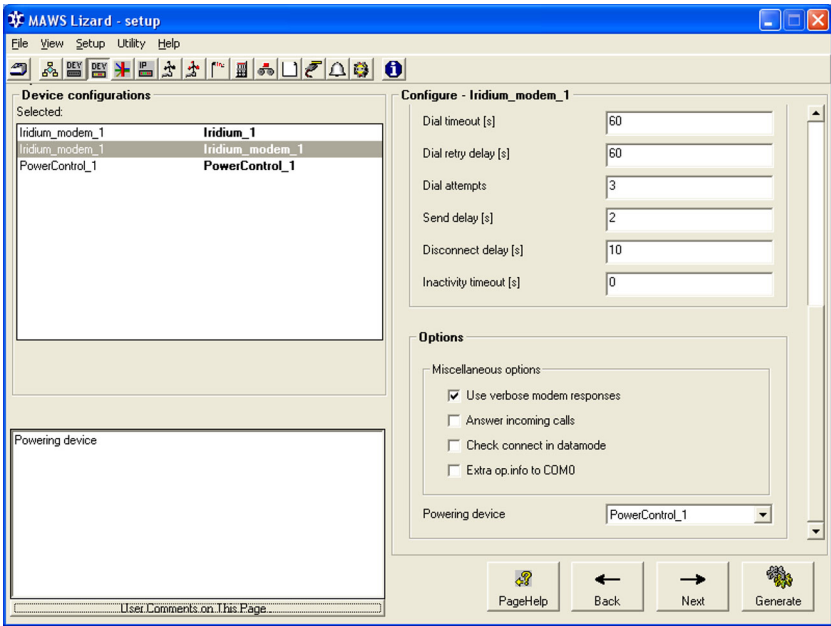 MAWS Lizard - setup
File View Setup Utility Help
DEV DEV IP
Device configurations
Selected:
Iridium_modem_1 Iridium_1
Iridium_modem_1 Iridium_modem_1
PowerControl_1 PowerControl_1
Powering device
User Comments on This Page..
Configure - Iridium_modem_1
Dial timeout [s] 60
Dial retry delay [s] 60
Dial attempts 3
Send delay [s] 2
Disconnect delay [s] 10
Inactivity timeout [s] 0
Options
Miscellaneous options
Use verbose modem responses
Answer incoming calls
Check connect in datamode
Extra op.info to COM0
Powering device PowerControl_1
PageHelp Back Next Generate